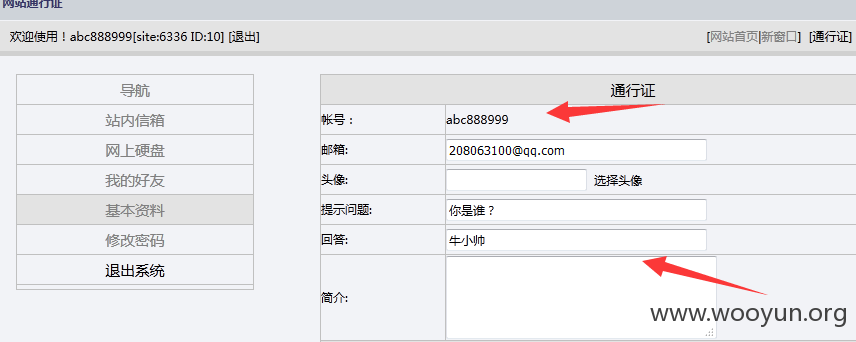 网站通行证
欢迎使用！abc888999[site:6336 ID:10] [退出]
[网站首页|新窗口] [通行证]
导航
站内信箱
网上硬盘
我的好友
基本资料
修改密码
退出系统
通行证
帐号：
abc888999
邮箱:
208063100@qq.com
头像:
选择头像
提示问题:
你是谁？
回答:
牛小帅
简介:
www.wooyun.org